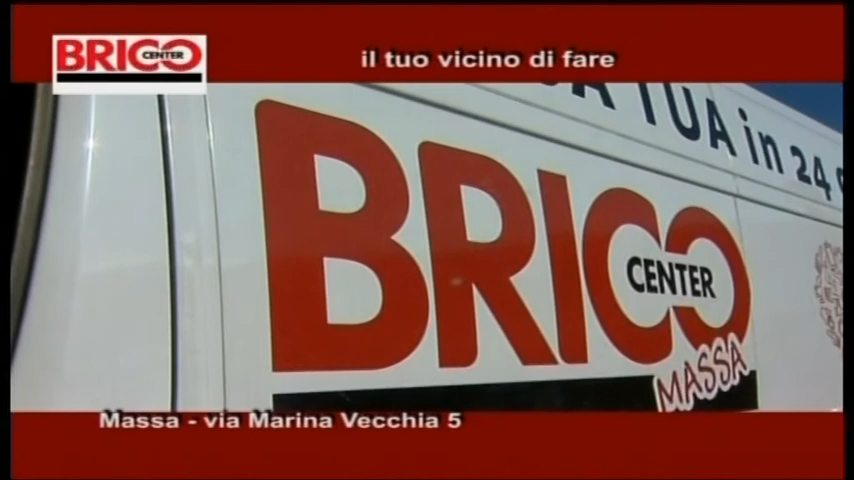 BRICO
CENTER
il tuo vicino di fare
TUA in 24
BRICO
CENTER
MASSA
Massa - via Marina Vecchia 5